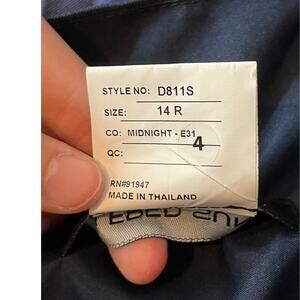 STYLE NO: D811S
SIZE: 14 R
CO: MIDNIGHT - E31
QC: 4
RN#91947
MADE IN THAILAND